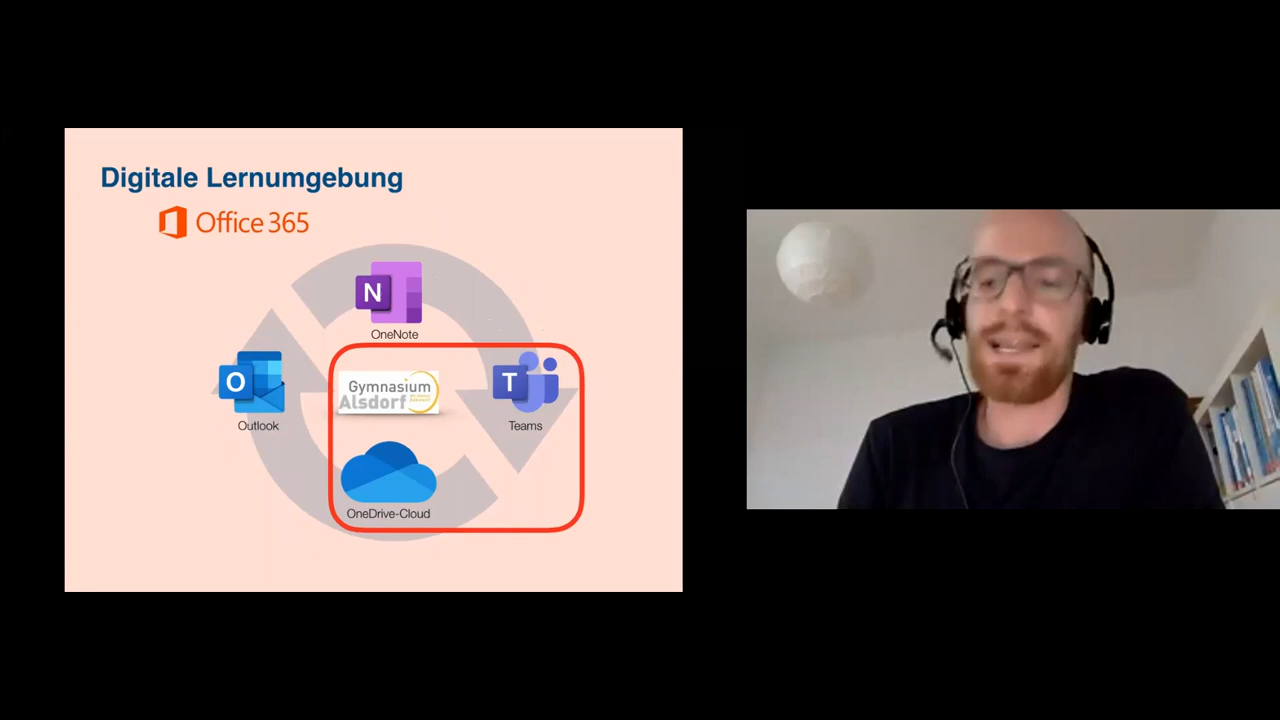 Digitale Lernumgebung
Office 365
N
OneNote
O
Outlook
Gymnasium
Alsdorf
T
Teams
OneDrive-Cloud